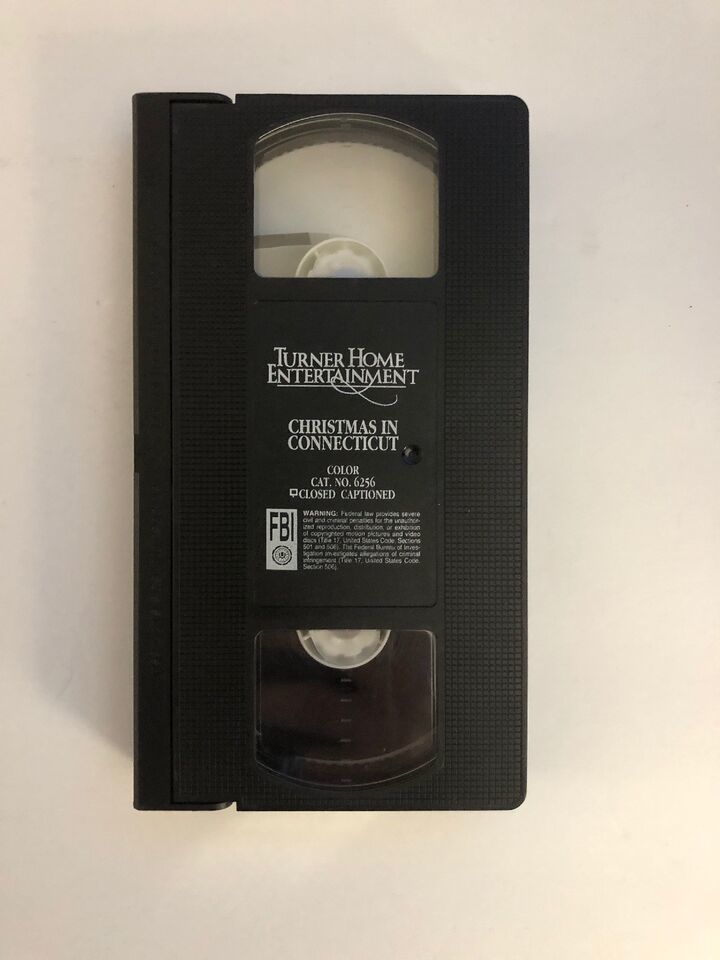 TURNER HOME
ENTERTAINMENT
CHRISTMAS IN
CONNECTICUT
COLOR
CAT. NO. 6256
CLOSED CAPTIONED
FBI
WARNING: Federal law provides severe
civil and criminal penalties for the unauthor-
ized reproduction, distribution, or exhibition
of copyrighted motion pictures and video
discs (Title 17, United States Code, Sections
501 and 506). The Federal Bureau of Inves-
tigation investigates allegations of criminal
infringement (Title 17, United States Code,
Section 506).